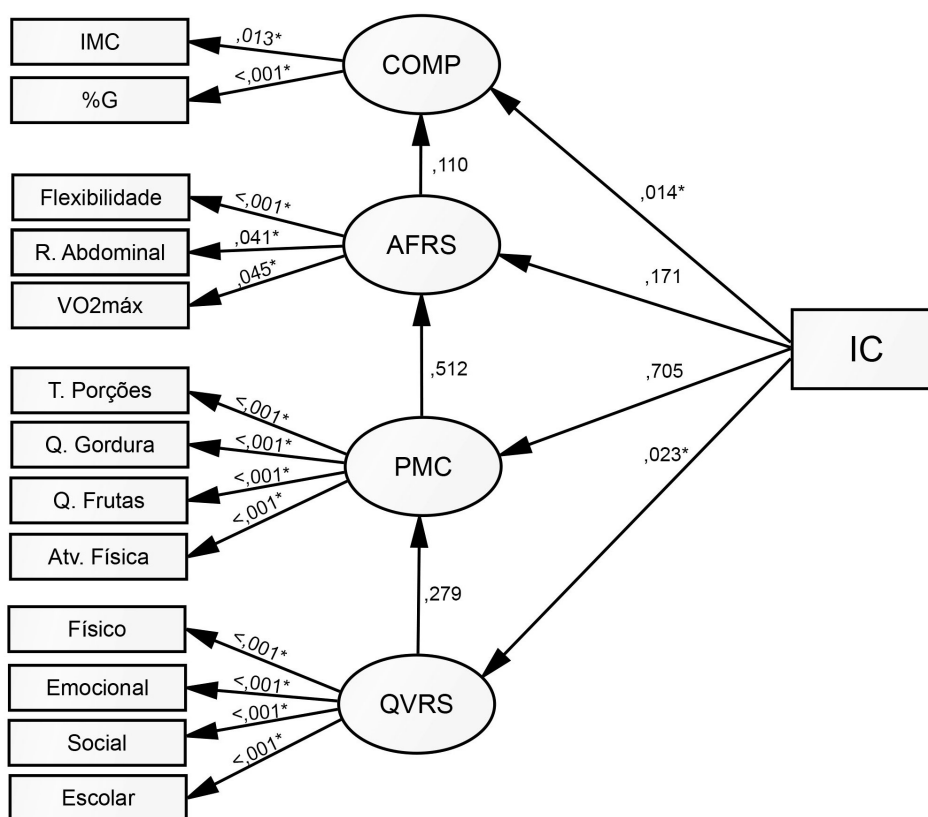 IMC
,013*
COMP
%G
<,001*
,110
,014*
Flexibilidade
<,001*
R. Abdominal
,041*
AFRS
VO2máx
,045*
,171
IC
,512
,705
T. Porções
<,001*
Q. Gordura
<,001*
PMC
Q. Frutas
<,001*
Atv. Física
<,001*
,023*
,279
Físico
<,001*
Emocional
<,001*
QVRS
Social
<,001*
Escolar
<,001*